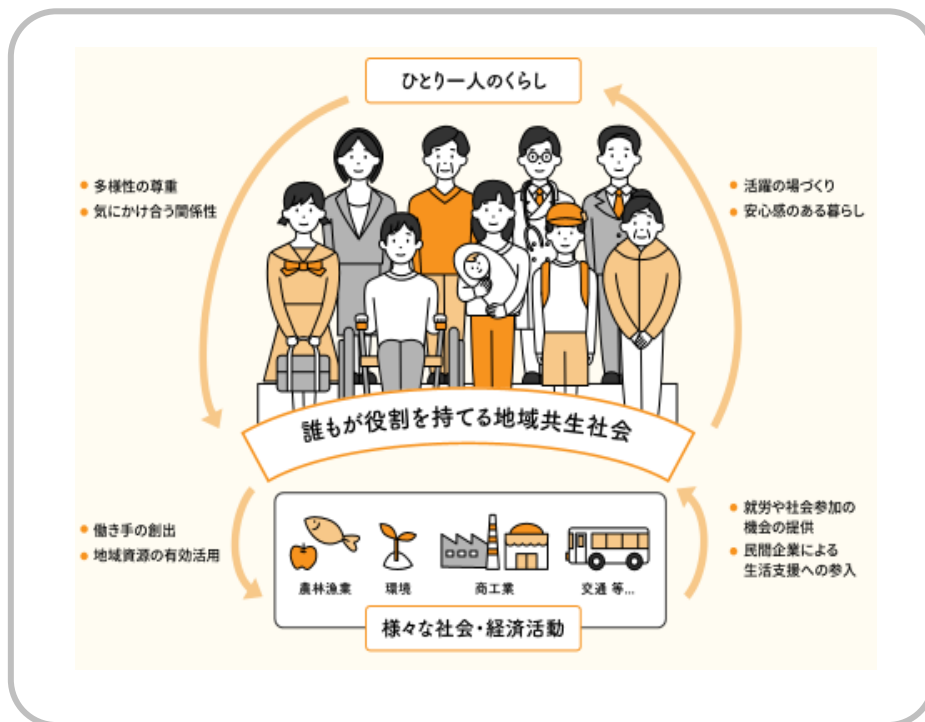 ひとり一人のくらし
多様性の尊重
気にかけ合う関係性
活躍の場づくり
安心感のある暮らし
誰もが役割を持てる地域共生社会
働き手の創出
地域資源の有効活用
就労や社会参加の
機会の提供
民間企業による
生活支援への参入
農林漁業
環境
商工業
交通 等...
様々な社会・経済活動